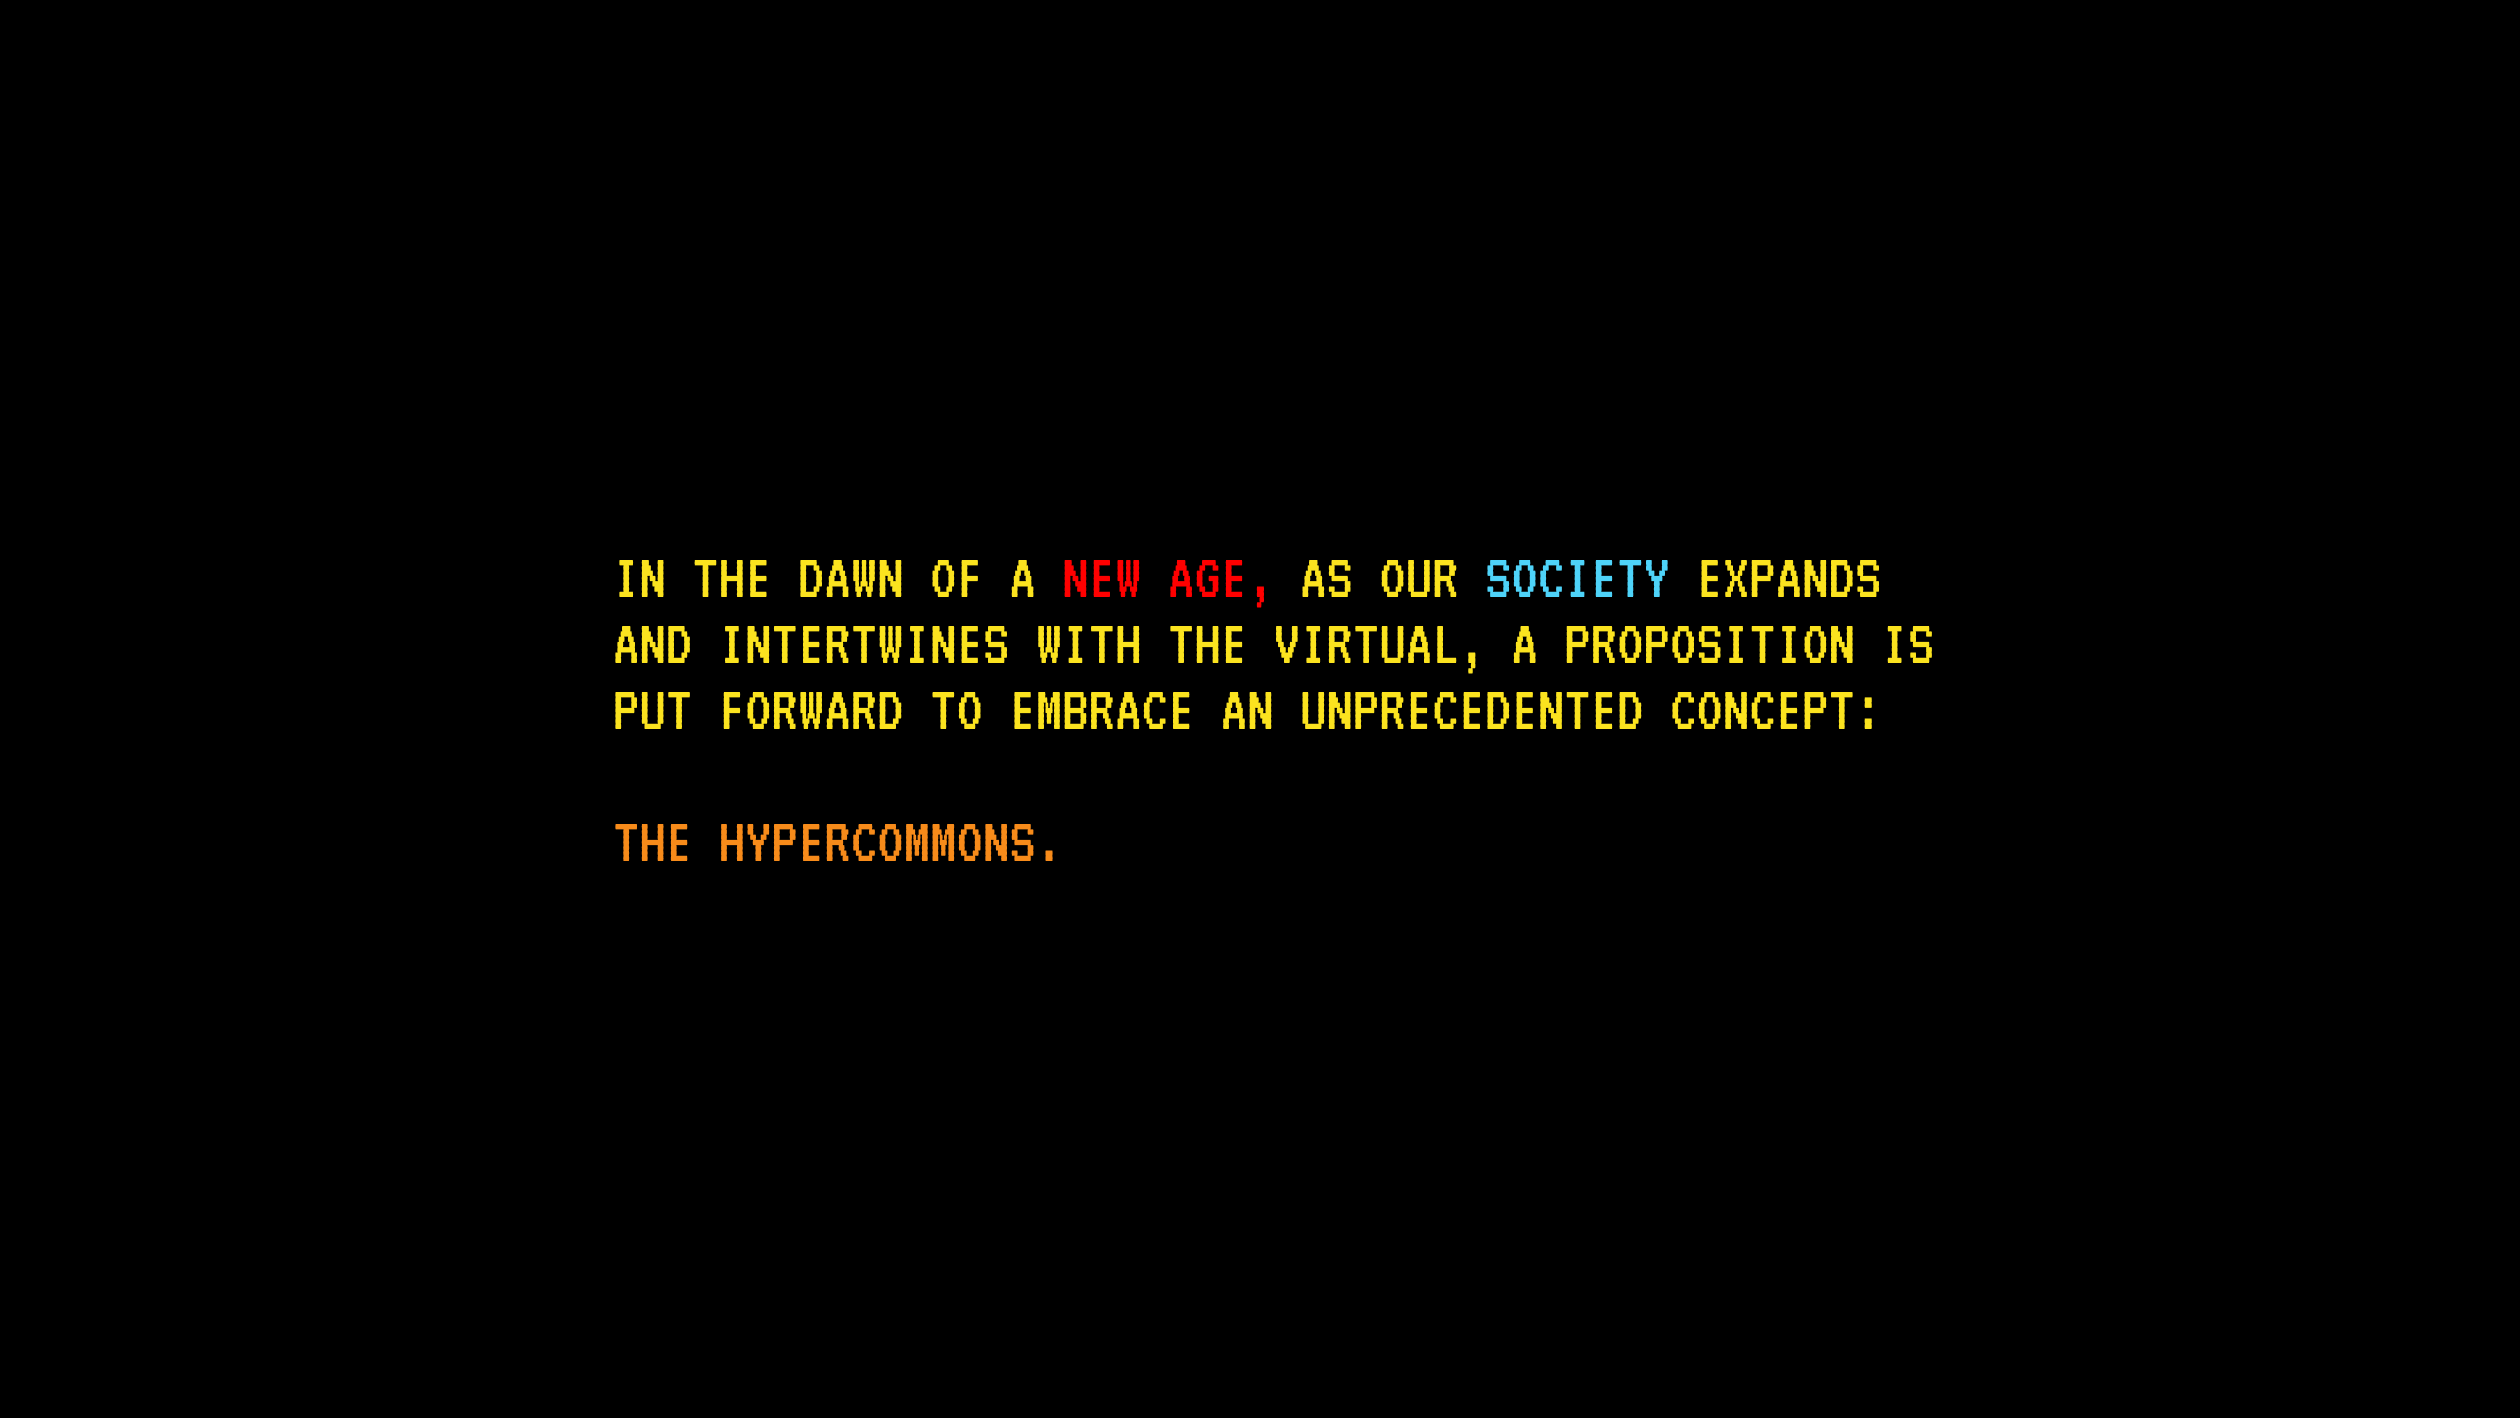 IN THE DAWN OF A NEW AGE, AS OUR SOCIETY EXPANDS
AND INTERTWINES WITH THE VIRTUAL, A PROPOSITION IS
PUT FORWARD TO EMBRACE AN UNPRECEDENTED CONCEPT:
THE HYPERCOMMONS.